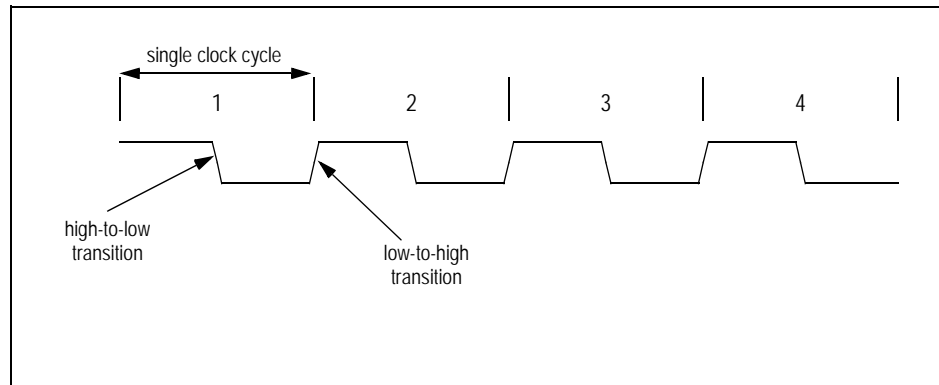 single clock cycle
1 2 3 4
high-to-low
transition
low-to-high
transition